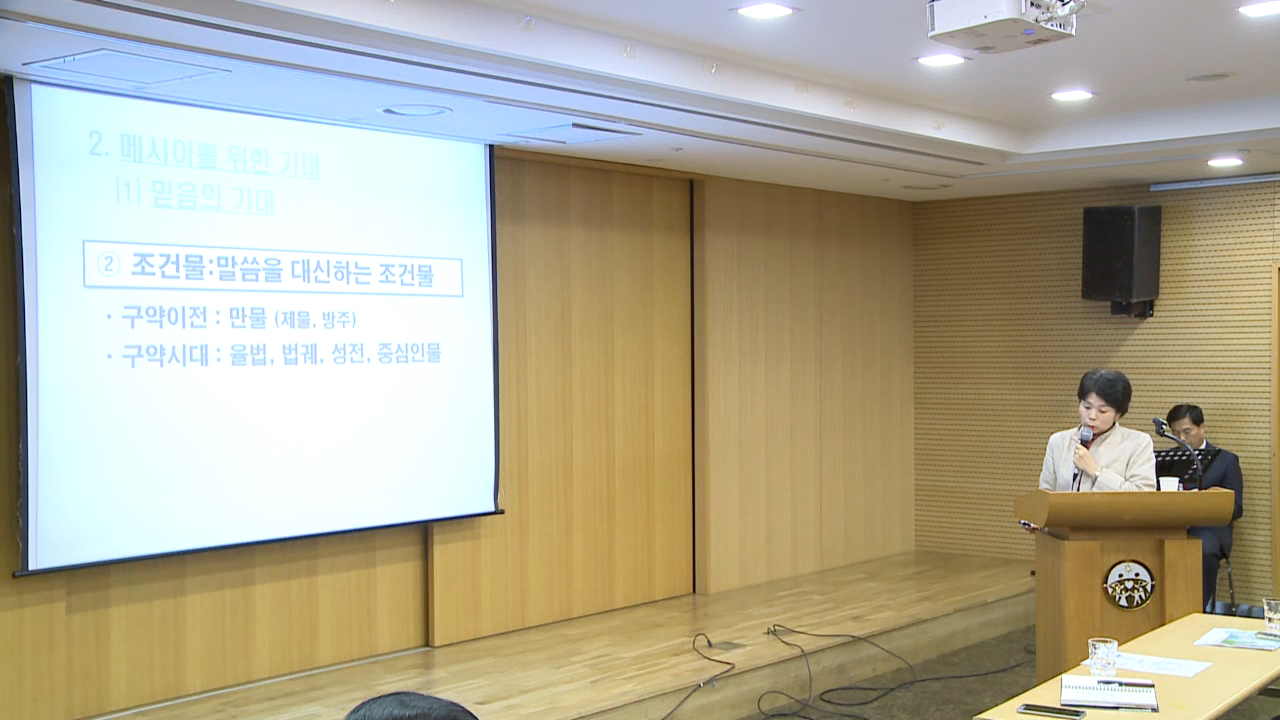 2. 메시아를 위한 기대
(1) 믿음의 기대
② 조건물:말씀을 대신하는 조건물
· 구약이전 : 만물 (제물, 방주)
· 구약시대 : 율법, 법궤, 성전, 중심인물